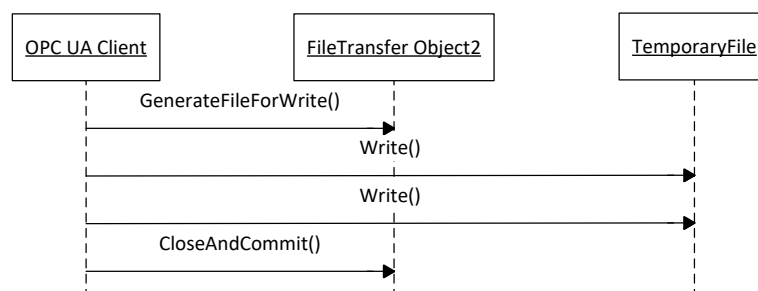 OPC UA Client
FileTransfer Object2
TemporaryFile
GenerateFileForWrite()
Write()
Write()
CloseAndCommit()